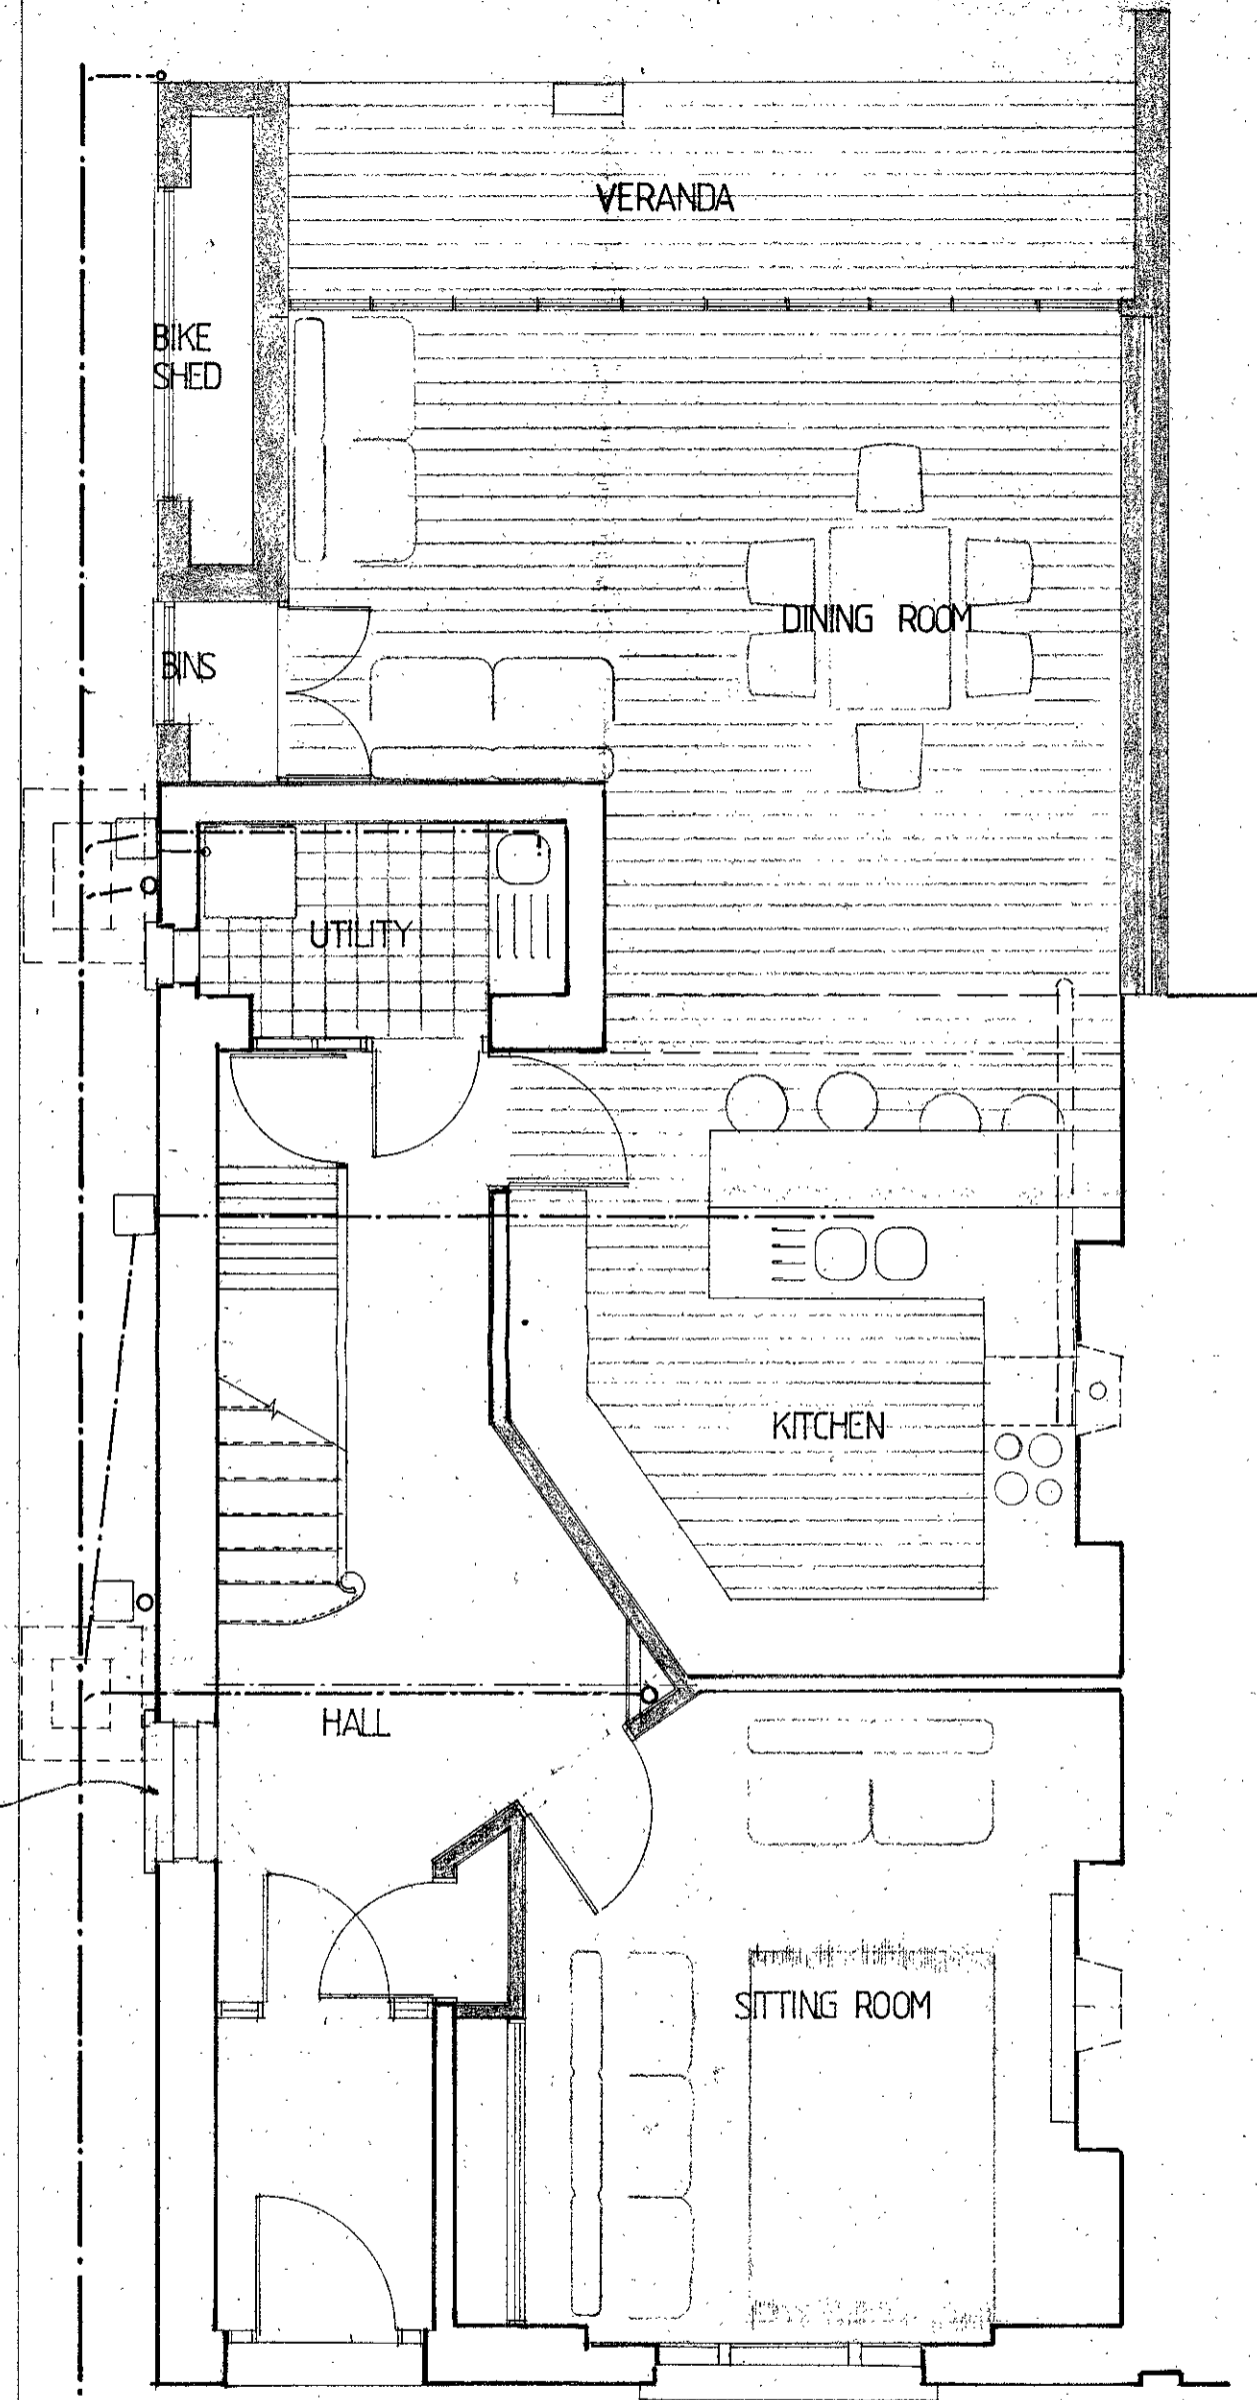 VERANDA
BIKE
SHED
DINING ROOM
BINS
UTILITY
KITCHEN
HALL
SITTING ROOM